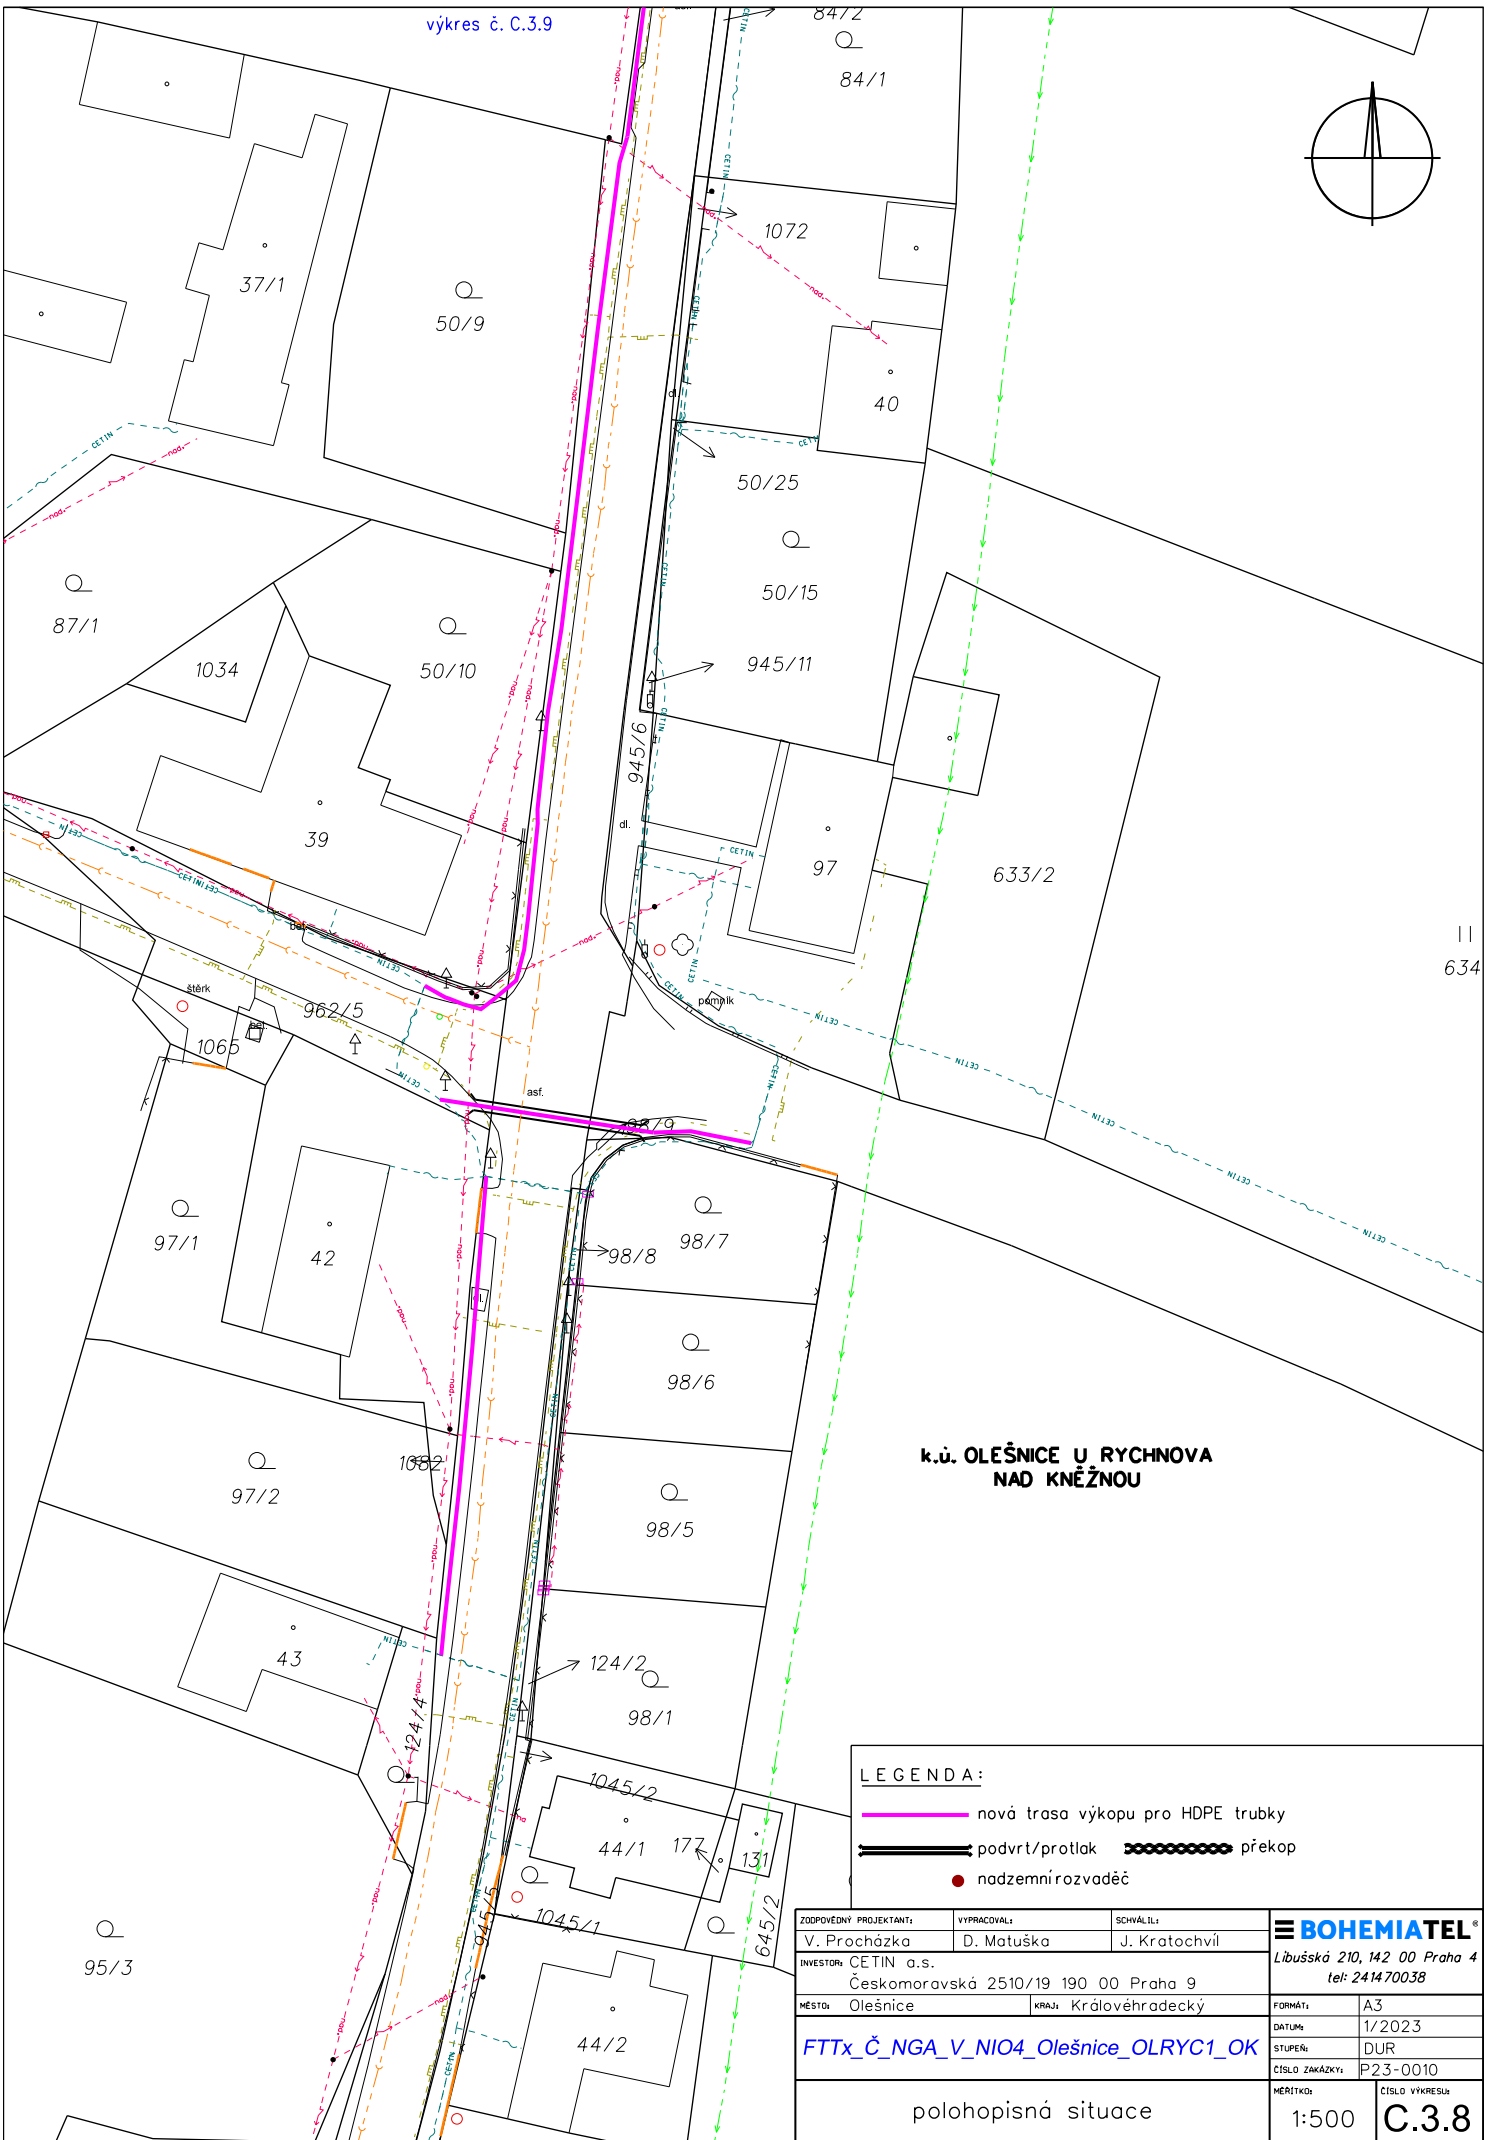 výkres č. C.3.9
84/2
84/1
1072
37/1
50/9
40
50/25
50/15
87/1
1034
50/10
945/11
945/6
dl.
39
97
633/2
634
štěrk
962/5
pomník
1065
bet.
asf.
97/1
42
98/7
98/8
98/6
1082
97/2
98/5
k.ú. OLEŠNICE U RYCHNOVA
NAD KNĚŽNOU
43
124/2
124/4
98/1
1045/2
44/1
177
131
645/2
1045/1
945/5
95/3
44/2
CETIN
nad.
LEGENDA:
nová trasa výkopu pro HDPE trubky
podvrt/protlak
překop
nadzemní rozvaděč
ZODPOVĚDNÝ PROJEKTANT:
V. Procházka
VYPRACOVAL:
D. Matuška
SCHVÁLIL:
J. Kratochvíl
INVESTOR: CETIN a.s.
Českomoravská 2510/19 190 00 Praha 9
MĚSTO: Olešnice
KRAJ: Královéhradecký
FTTx_Č_NGA_V_NIO4_Olešnice_OLRYC1_OK
polohopisná situace
BOHEMIATEL®
Libušská 210, 142 00 Praha 4
tel: 241470038
FORMÁT: A3
DATUM: 1/2023
STUPEŇ: DUR
ČÍSLO ZAKÁZKY: P23-0010
MĚŘÍTKO:
1:500
ČÍSLO VÝKRESU:
C.3.8